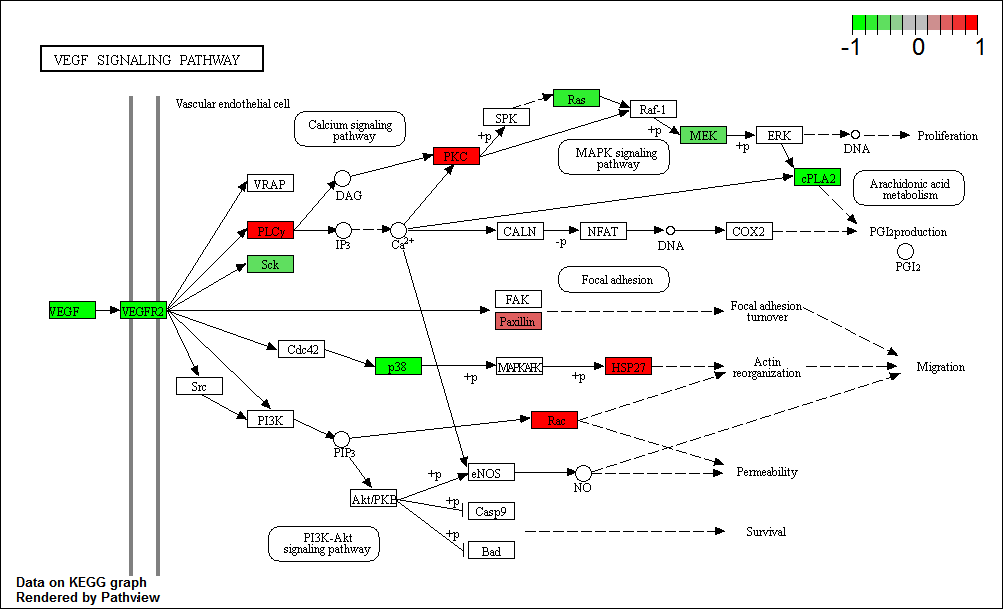 VEGF SIGNALING PATHWAY
-1 0 1
Vascular endothelial cell
Calcium signaling
pathway
SPK
Ras
Raf-1
+p
+p
MEK
+p
ERK
DNA
Proliferation
PKC
MAPK signaling
pathway
VRAP
DAG
cPLA2
Arachidonic acid
metabolism
PLCγ
IP3
Ca2+
CALN
-p
NFAT
DNA
COX2
PGI2production
PGI2
Sck
Focal adhesion
VEGF
VEGFR2
FAK
Paxillin
Focal adhesion
turnover
Cdc42
p38
+p
MAPKAPK
+p
HSP27
Actin
reorganization
Migration
Src
PI3K
Rac
PIP3
Akt/PKB
+p
eNOS
NO
Permeability
+p
Casp9
+p
Bad
Survival
PI3K-Akt
signaling pathway
Data on KEGG graph
Rendered by Pathview